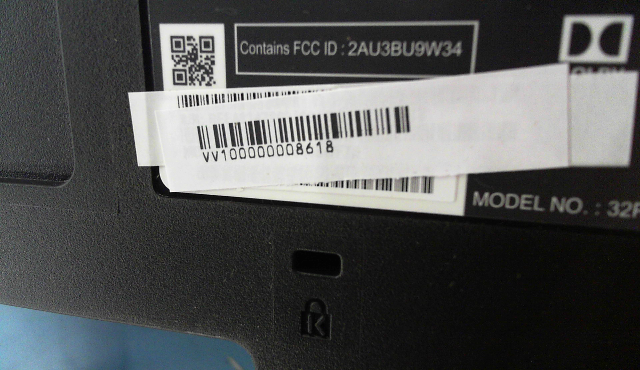 Contains FCC ID : 2AU3BU9W34
VV100000008618
MODEL NO. : 32